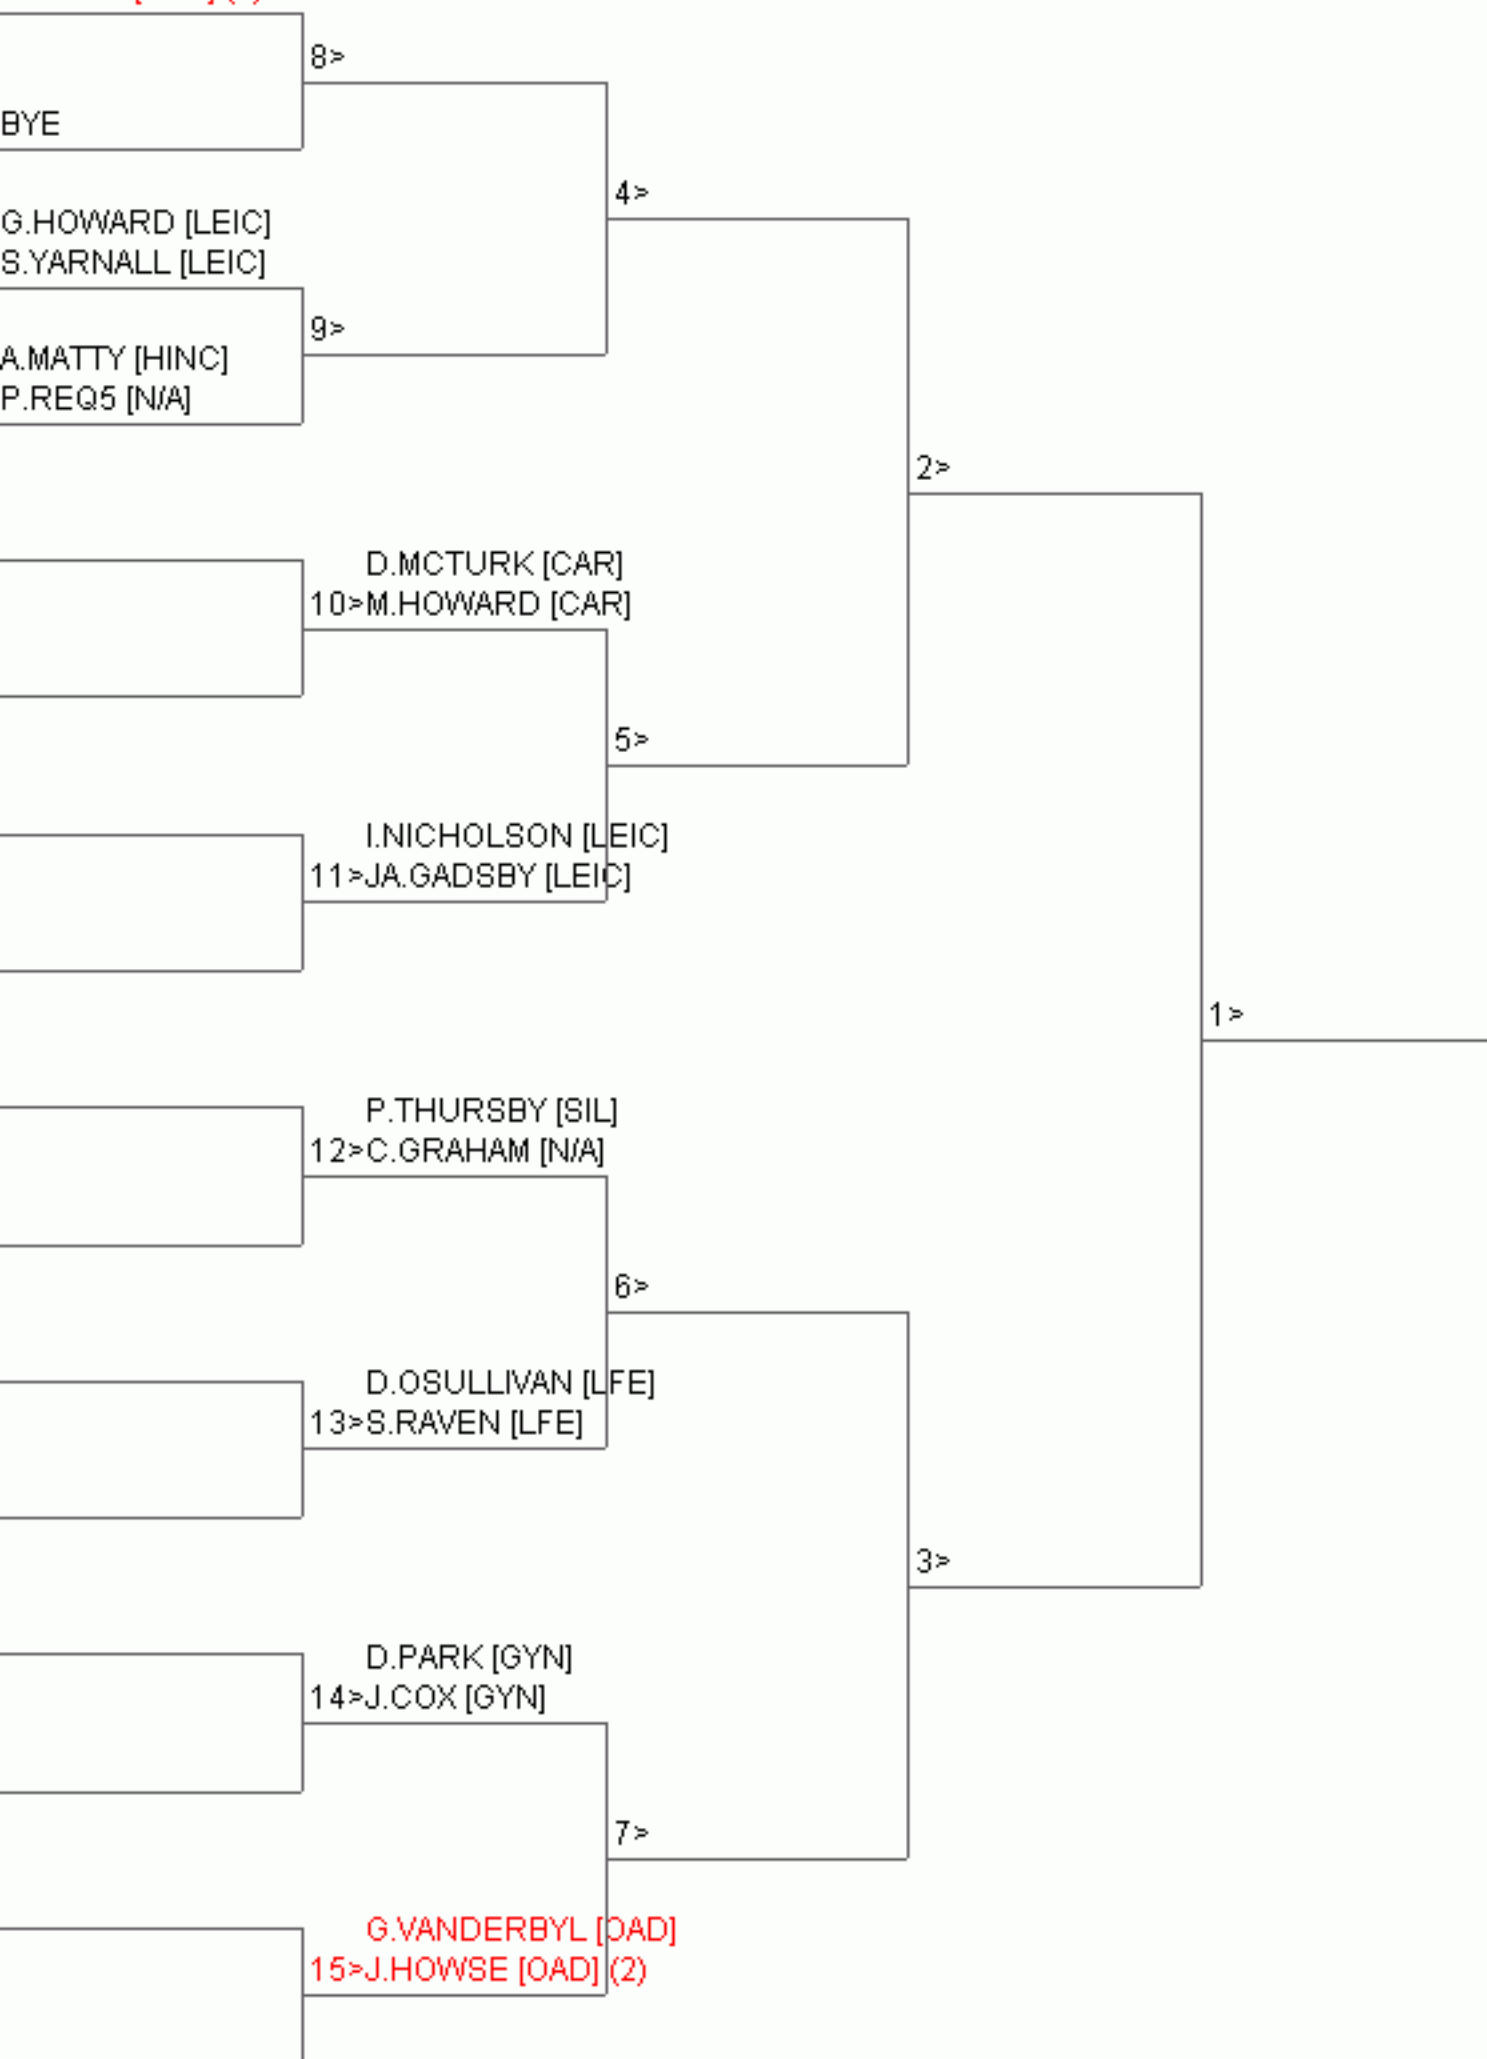 8>
BYE
4>
G.HOWARD [LEIC]
S.YARNALL [LEIC]
9>
A.MATTY [HINC]
P.REQ5 [N/A]
2>
D.MCTURK [CAR]
10>M.HOWARD [CAR]
5>
I.NICHOLSON [LEIC]
11>JA.GADSBY [LEIC]
1>
P.THURSBY [SIL]
12>C.GRAHAM [N/A]
6>
D.OSULLIVAN [LFE]
13>S.RAVEN [LFE]
3>
D.PARK [GYN]
14>J.COX [GYN]
7>
G.VANDERBYL [OAD]
15>J.HOWSE [OAD] (2)